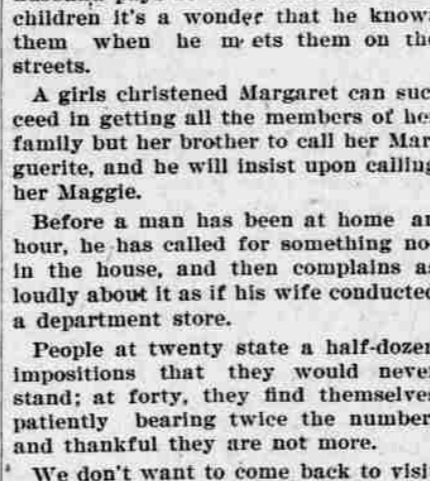 children it's a wonder that he know
them when he m ets them on th
streets.
A girls christened Margaret can suc
ceed in getting all the members of he
family but her brother to call her Mar
guerite, and he will insist upon calling
her Maggie.
Before a man has been at home an
hour, he has called for something no
in the house, and then complains a
loudly about it as if his wife conducted
a department store.
People at twenty state a half-dozen
impositions that they would neve
stand; at forty, they find themselve
patiently bearing twice the number
and thankful they are not more.
We don't want to come back to visi